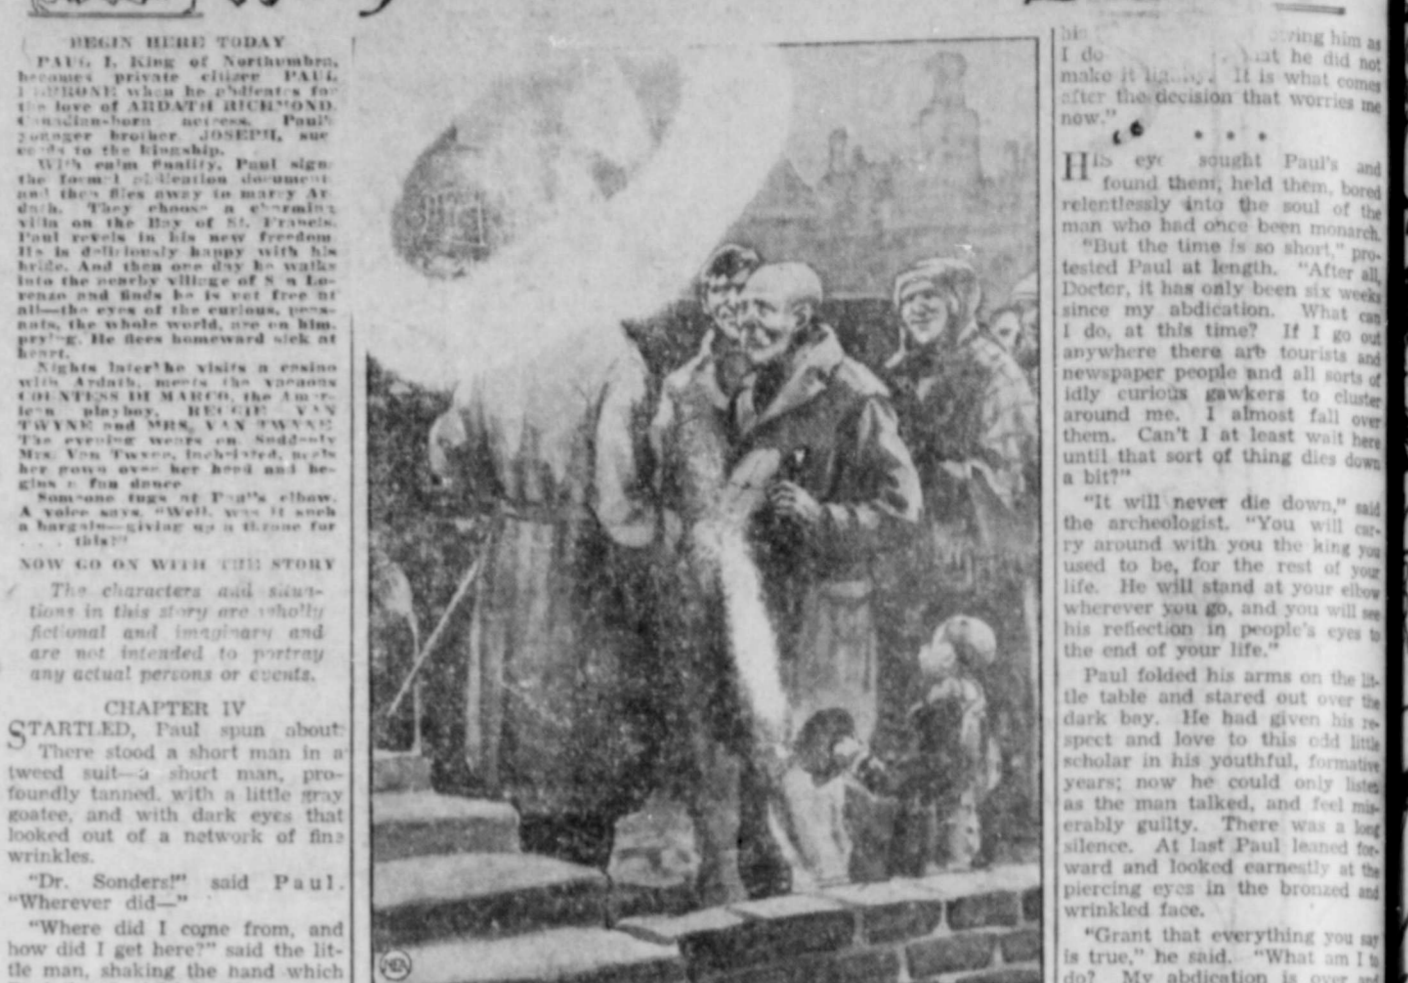 BEGIN HERE TODAY
PAUL I, King of Northumbra,
becomes private citizen PAUL
when he abdicates for
the love of ARDATH RICHMOND,
Canadian-born actress. Paul's
younger brother, JOSEPH, suc-
ceeds to the kingship.
With calm finality, Paul signs
the formal abdication document
and then flies away to marry Ar-
dath. They choose a charming
villa on the Bay of St. Francis.
Paul revels in his new freedom.
He is deliriously happy with his
bride. And then one day he walks
into the nearby village of San Lo-
renzo and finds he is not free at
all—the eyes of the curious, peas-
ants, the whole world, are on him,
prying. He flees homeward sick at
heart.
Nights later he visits a casino
with Ardath, meets the vacuous
COUNTESS DI MARCO, the Amer-
ican playboy, REGGIE VAN
TWYNE and MRS. VAN TWYNE.
The evening wears on. Suddenly
Mrs. Van Twyne, inebriated, peels
her gown over her head and be-
gins a fan dance.
Someone tugs at Paul's elbow.
A voice says, "Well, was it such
a bargain—giving up a throne for
. . . this?"
NOW GO ON WITH THE STORY
The characters and situa-
tions in this story are wholly
fictional and imaginary and
are not intended to portray
any actual persons or events.
CHAPTER IV
STARTLED, Paul spun about.
There stood a short man in a
tweed suit—a short man, pro-
foundly tanned, with a little gray
goatee, and with dark eyes that
looked out of a network of fine
wrinkles.
"Dr. Sonders!" said Paul.
"Wherever did—"
"Where did I come from, and
how did I get here?" said the lit-
tle man, shaking the hand which
NEA
his ring him as
I do that he did not
make it lightly. It is what comes
after the decision that worries me
now."
* * *
His eye sought Paul's and
found them, held them, bored
relentlessly into the soul of the
man who had once been monarch.
"But the time is so short," pro-
tested Paul at length. "After all,
Doctor, it has only been six weeks
since my abdication. What can
I do, at this time? If I go out
anywhere there are tourists and
newspaper people and all sorts of
idly curious gawkers to cluster
around me. I almost fall over
them. Can't I at least wait here
until that sort of thing dies down
a bit?"
"It will never die down," said
the archeologist. "You will car-
ry around with you the king you
used to be, for the rest of your
life. He will stand at your elbow
wherever you go, and you will see
his reflection in people's eyes to
the end of your life."
Paul folded his arms on the lit-
tle table and stared out over the
dark bay. He had given his re-
spect and love to this odd little
scholar in his youthful, formative
years; now he could only listen
as the man talked, and feel mis-
erably guilty. There was a long
silence. At last Paul leaned for-
ward and looked earnestly at the
piercing eyes in the bronzed and
wrinkled face.
"Grant that everything you say
is true," he said. "What am I to
do? My abdication is over and